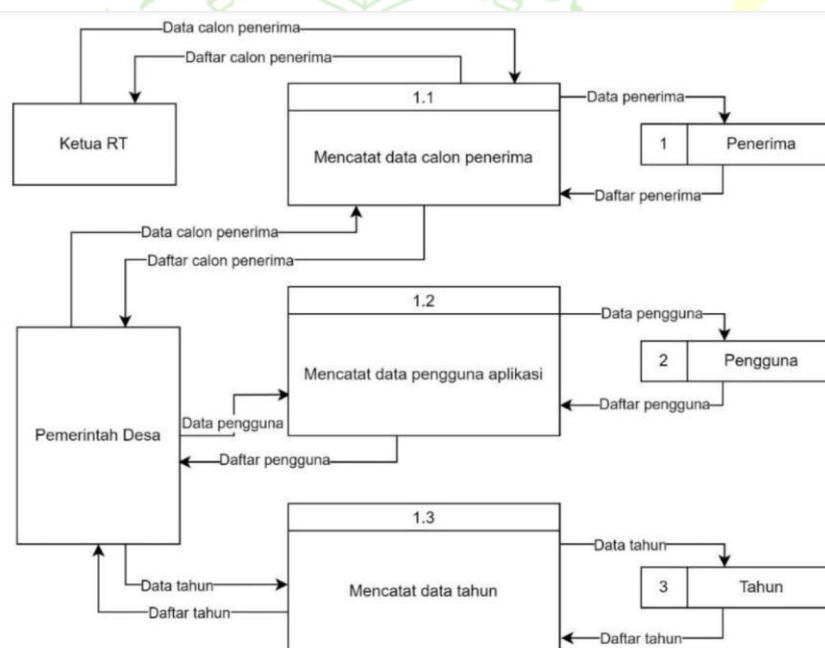 Data calon penerima
Daftar calon penerima
1.1
Data penerima
Ketua RT
Mencatat data calon penerima
1
Penerima
Daftar penerima
Data calon penerima
Daftar calon penerima
1.2
Data pengguna
Mencatat data pengguna aplikasi
2
Pengguna
Data pengguna
Daftar pengguna
Pemerintah Desa
Daftar pengguna
1.3
Data tahun
Data tahun
Mencatat data tahun
3
Tahun
Daftar tahun
Daftar tahun